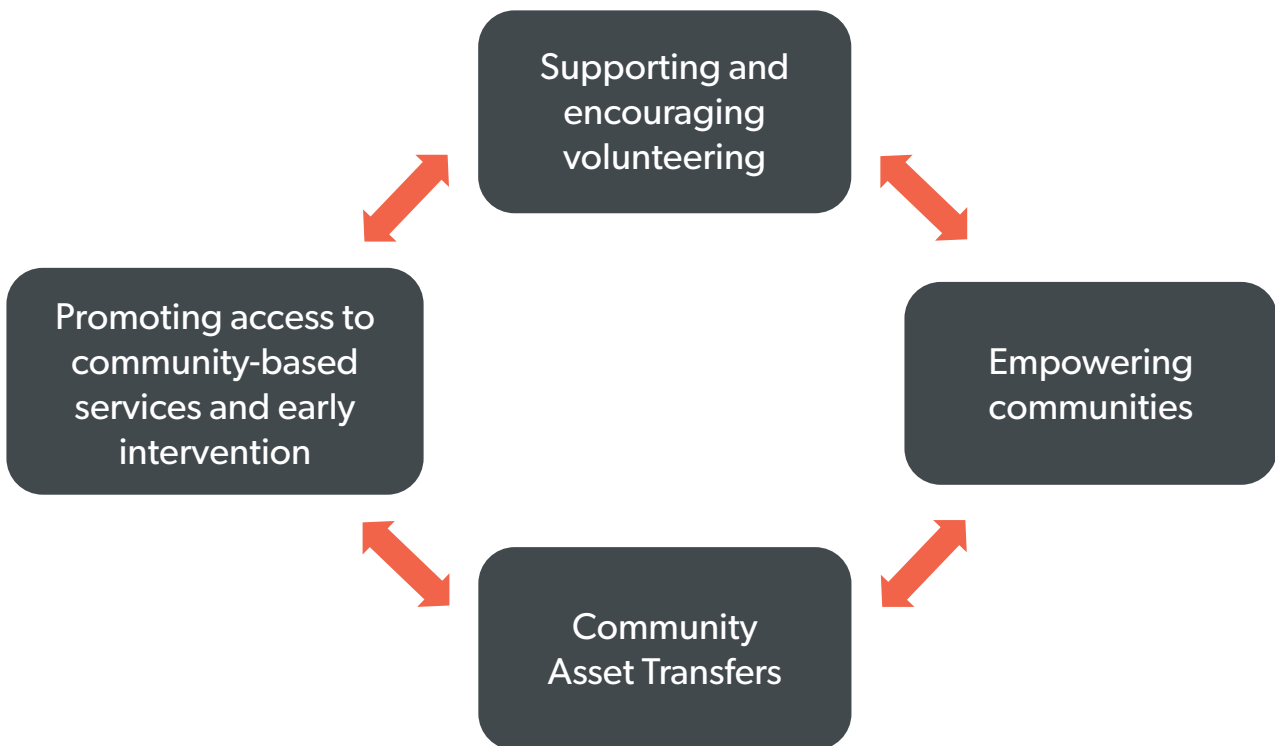 Supporting and
encouraging
volunteering
Promoting access to
community-based
services and early
intervention
Empowering
communities
Community
Asset Transfers